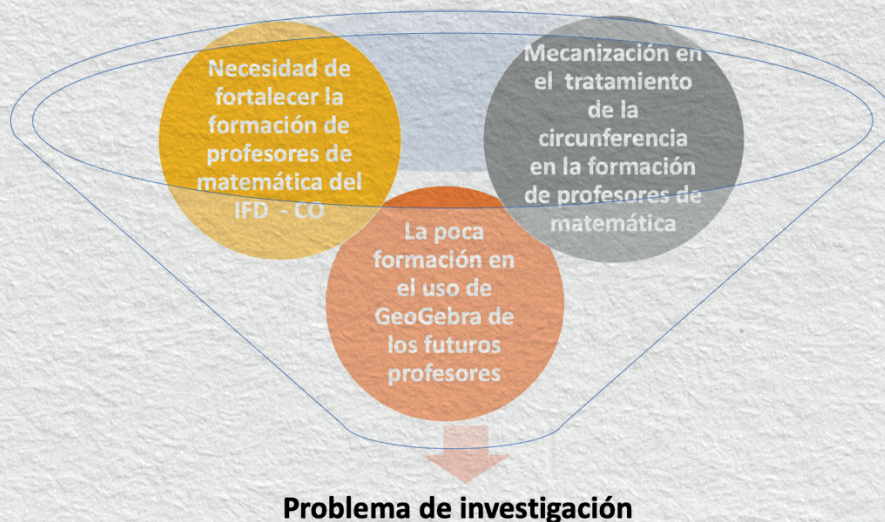 Necesidad de
fortalecer la
formación de
profesores de
matemática del
IFD - CO
Mecanización en
el tratamiento
de la
circunferencia
en la formación
de profesores de
matemática
La poca
formación en
el uso de
GeoGebra de
los futuros
profesores
Problema de investigación